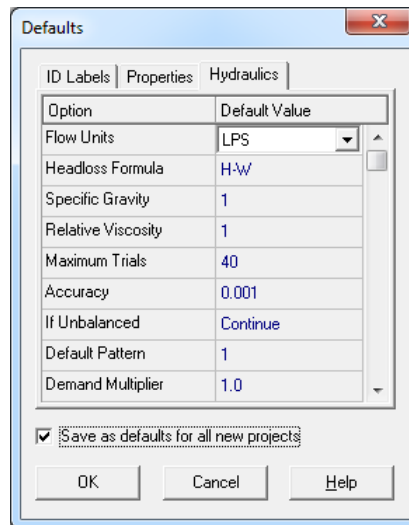 Defaults
ID Labels Properties Hydraulics
Option Default Value
Flow Units LPS
Headloss Formula H-W
Specific Gravity 1
Relative Viscosity 1
Maximum Trials 40
Accuracy 0.001
If Unbalanced Continue
Default Pattern 1
Demand Multiplier 1.0
Save as defaults for all new projects
OK Cancel Help